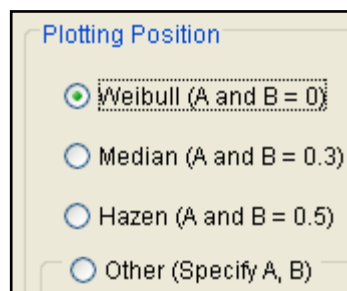 Plotting Position
Weibull (A and B = 0)
Median (A and B = 0.3)
Hazen (A and B = 0.5)
Other (Specify A, B)